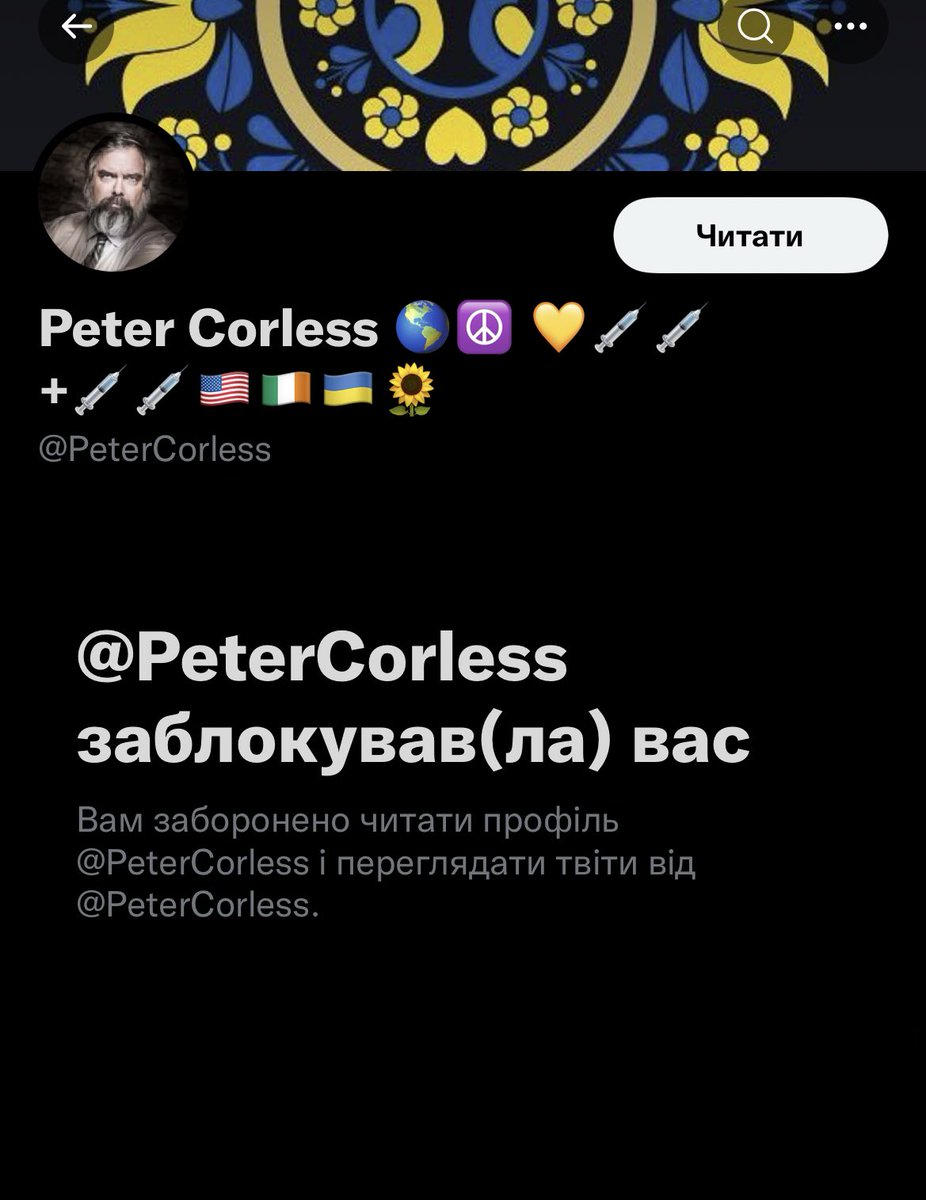 Читати
Peter Corless 🌎☮️ 💛💉💉
+💉💉🇺🇸🇮🇪🇺🇦🌻
@PeterCorless
@PeterCorless
заблокував(ла) вас
Вам заборонено читати профіль
@PeterCorless і переглядати твіти від
@PeterCorless.